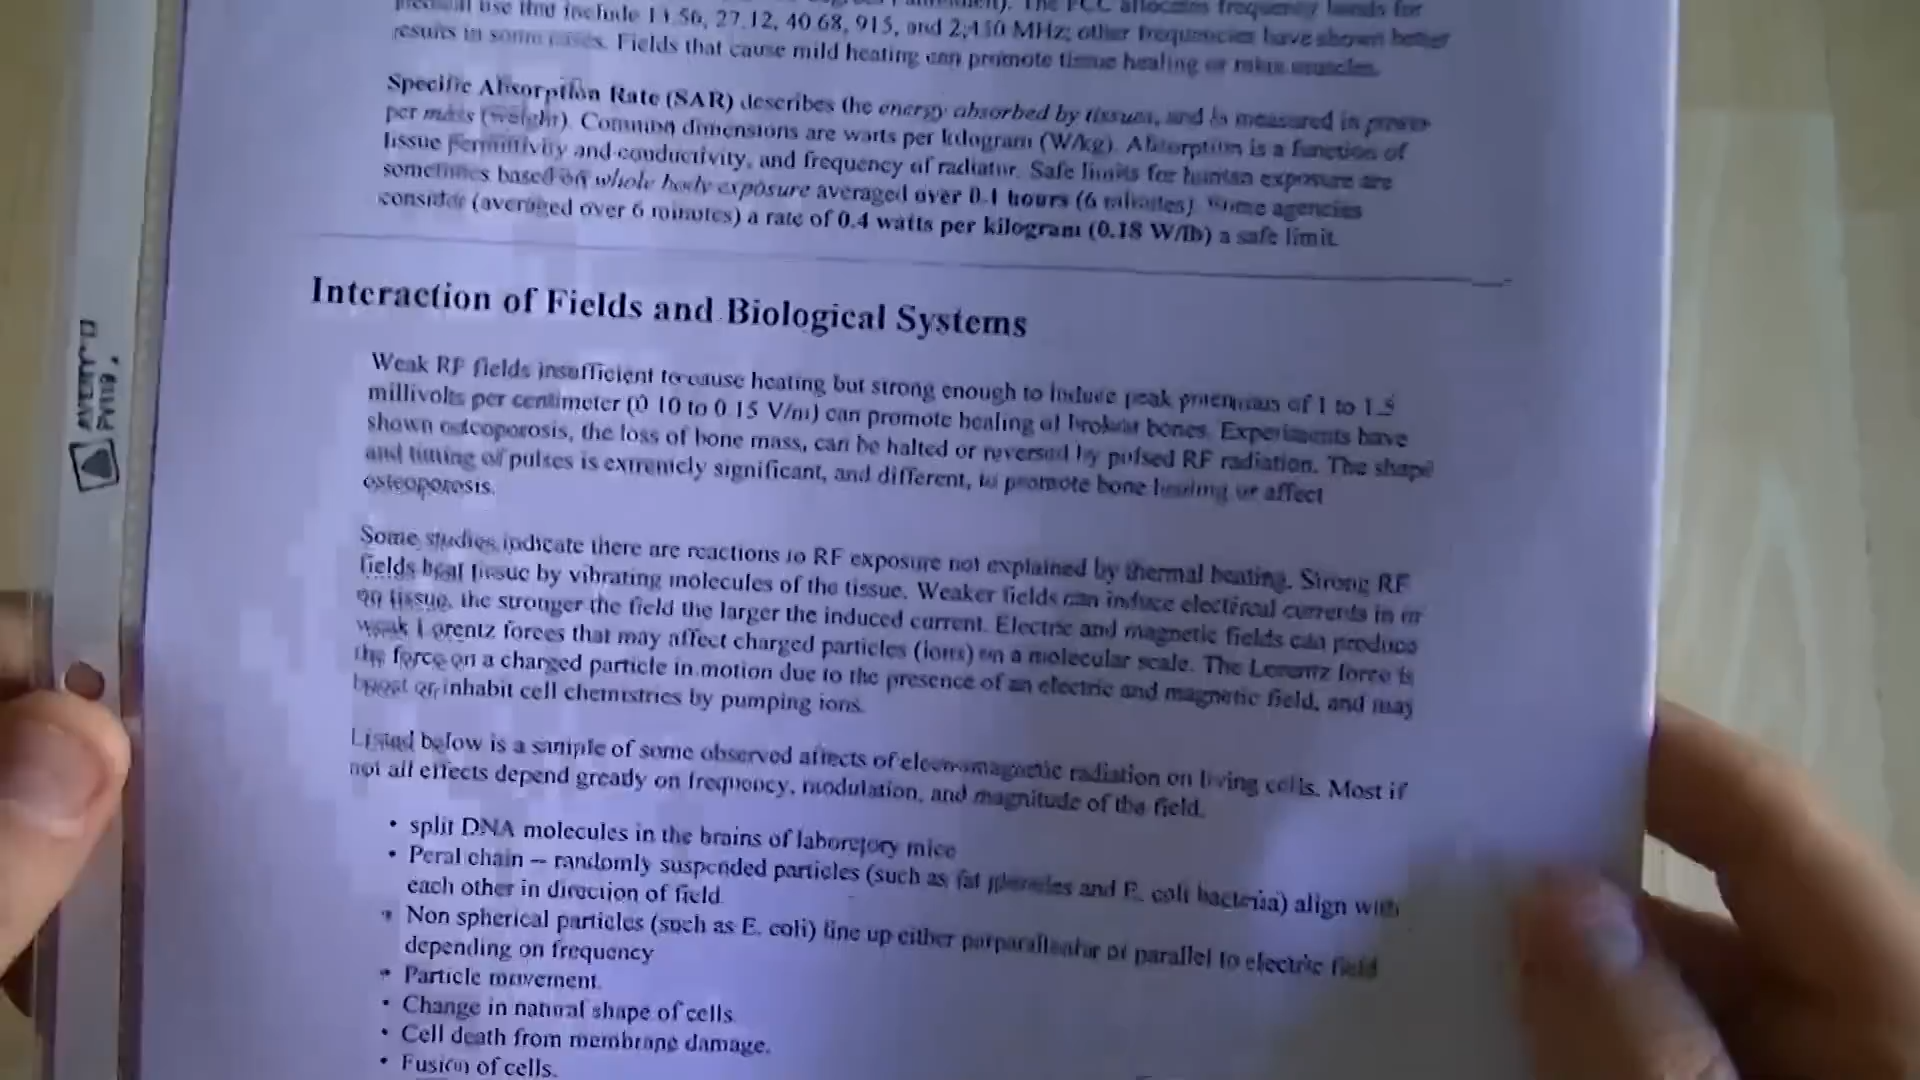 use that include 13.56, 27.12, 40.68, 915, and 2,450 MHz; other frequencies have shown better
results in some cases. Fields that cause mild heating can promote tissue healing or relax muscles.
Specific Absorption Rate (SAR) describes the energy absorbed by tissues, and is measured in power
per mass (weight). Common dimensions are watts per kilogram (W/kg). Absorption is a function of
tissue permittivity and conductivity, and frequency of radiator. Safe limits for human exposure are
sometimes based on whole body exposure averaged over 0.1 hours (6 minutes). Some agencies
consider (averaged over 6 minutes) a rate of 0.4 watts per kilogram (0.18 W/lb) a safe limit.
Interaction of Fields and Biological Systems
Weak RF fields insufficient to cause heating but strong enough to induce peak potentials of 1 to 1.5
millivolts per centimeter (0.10 to 0.15 V/m) can promote healing of broken bones. Experiments have
shown osteoporosis, the loss of bone mass, can be halted or reversed by pulsed RF radiation. The shape
and timing of pulses is extremely significant, and different, to promote bone healing or affect
osteoporosis.
Some studies indicate there are reactions to RF exposure not explained by thermal heating. Strong RF
fields heat tissue by vibrating molecules of the tissue. Weaker fields can induce electrical currents in or
on tissue, the stronger the field the larger the induced current. Electric and magnetic fields can produce
weak Lorentz forces that may affect charged particles (ions) on a molecular scale. The Lorentz force is
the force on a charged particle in motion due to the presence of an electric and magnetic field, and may
boost or inhabit cell chemistries by pumping ions.
Listed below is a sample of some observed affects of electromagnetic radiation on living cells. Most if
not all effects depend greatly on frequency, modulation, and magnitude of the field.
• split DNA molecules in the brains of laboratory mice
• Peral chain – randomly suspended particles (such as fat particles and E. coli bacteria) align with
each other in direction of field.
• Non spherical particles (such as E. coli) line up either or parallel to electric field
depending on frequency
• Particle movement.
• Change in natural shape of cells.
• Cell death from membrane damage.
• Fusion of cells.